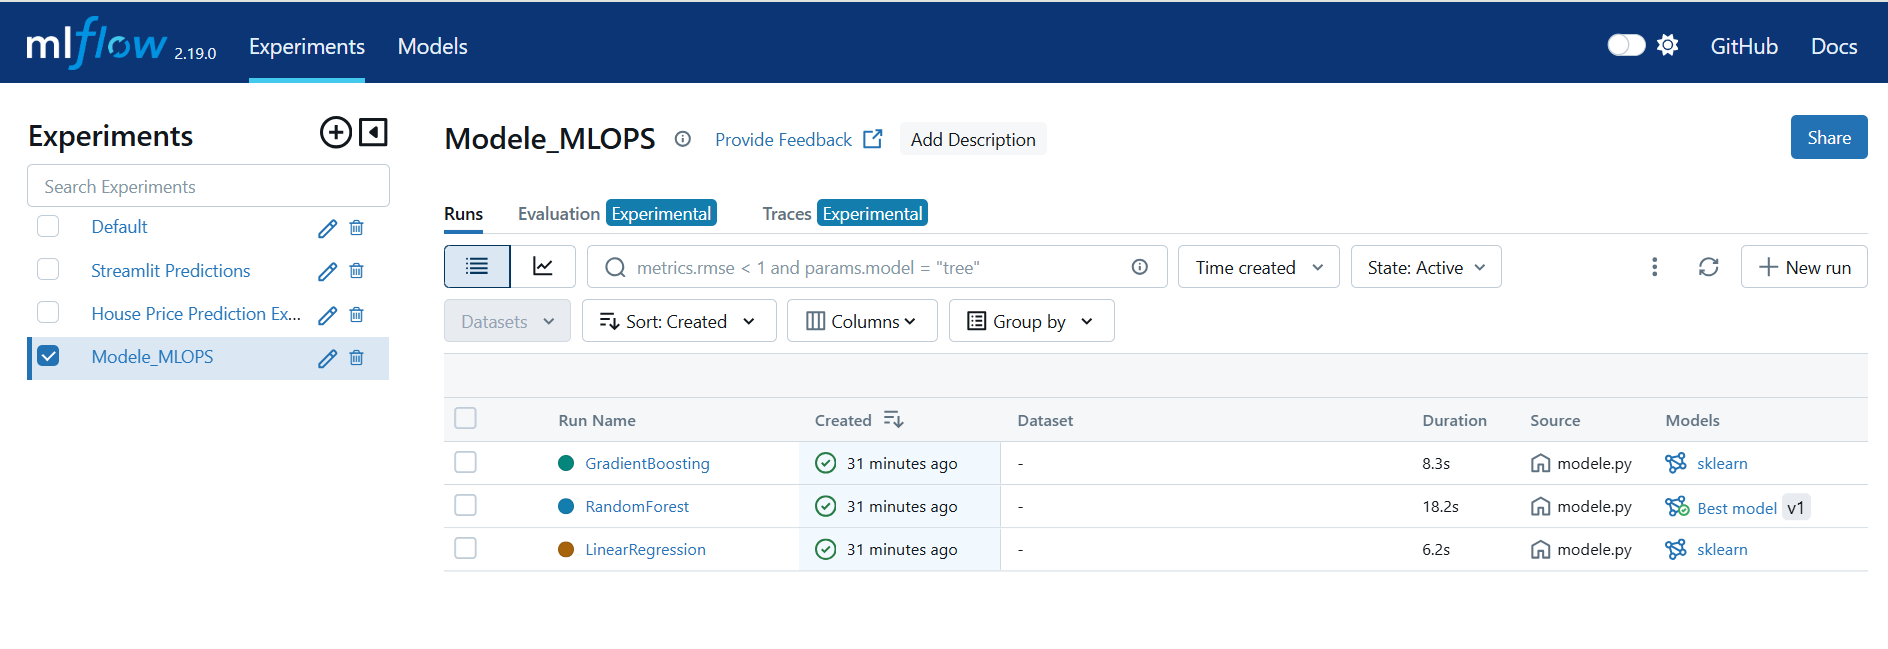 mlflow 2.19.0 Experiments Models GitHub Docs
Experiments
Search Experiments
Default
Streamlit Predictions
House Price Prediction Ex...
Modele_MLOPS
Modele_MLOPS Provide Feedback Add Description Share
Runs Evaluation Experimental Traces Experimental
metrics.rmse < 1 and params.model = "tree" Time created State: Active New run
Datasets Sort: Created Columns Group by
Run Name Created Dataset Duration Source Models
GradientBoosting 31 minutes ago - 8.3s modele.py sklearn
RandomForest 31 minutes ago - 18.2s modele.py Best model v1
LinearRegression 31 minutes ago - 6.2s modele.py sklearn